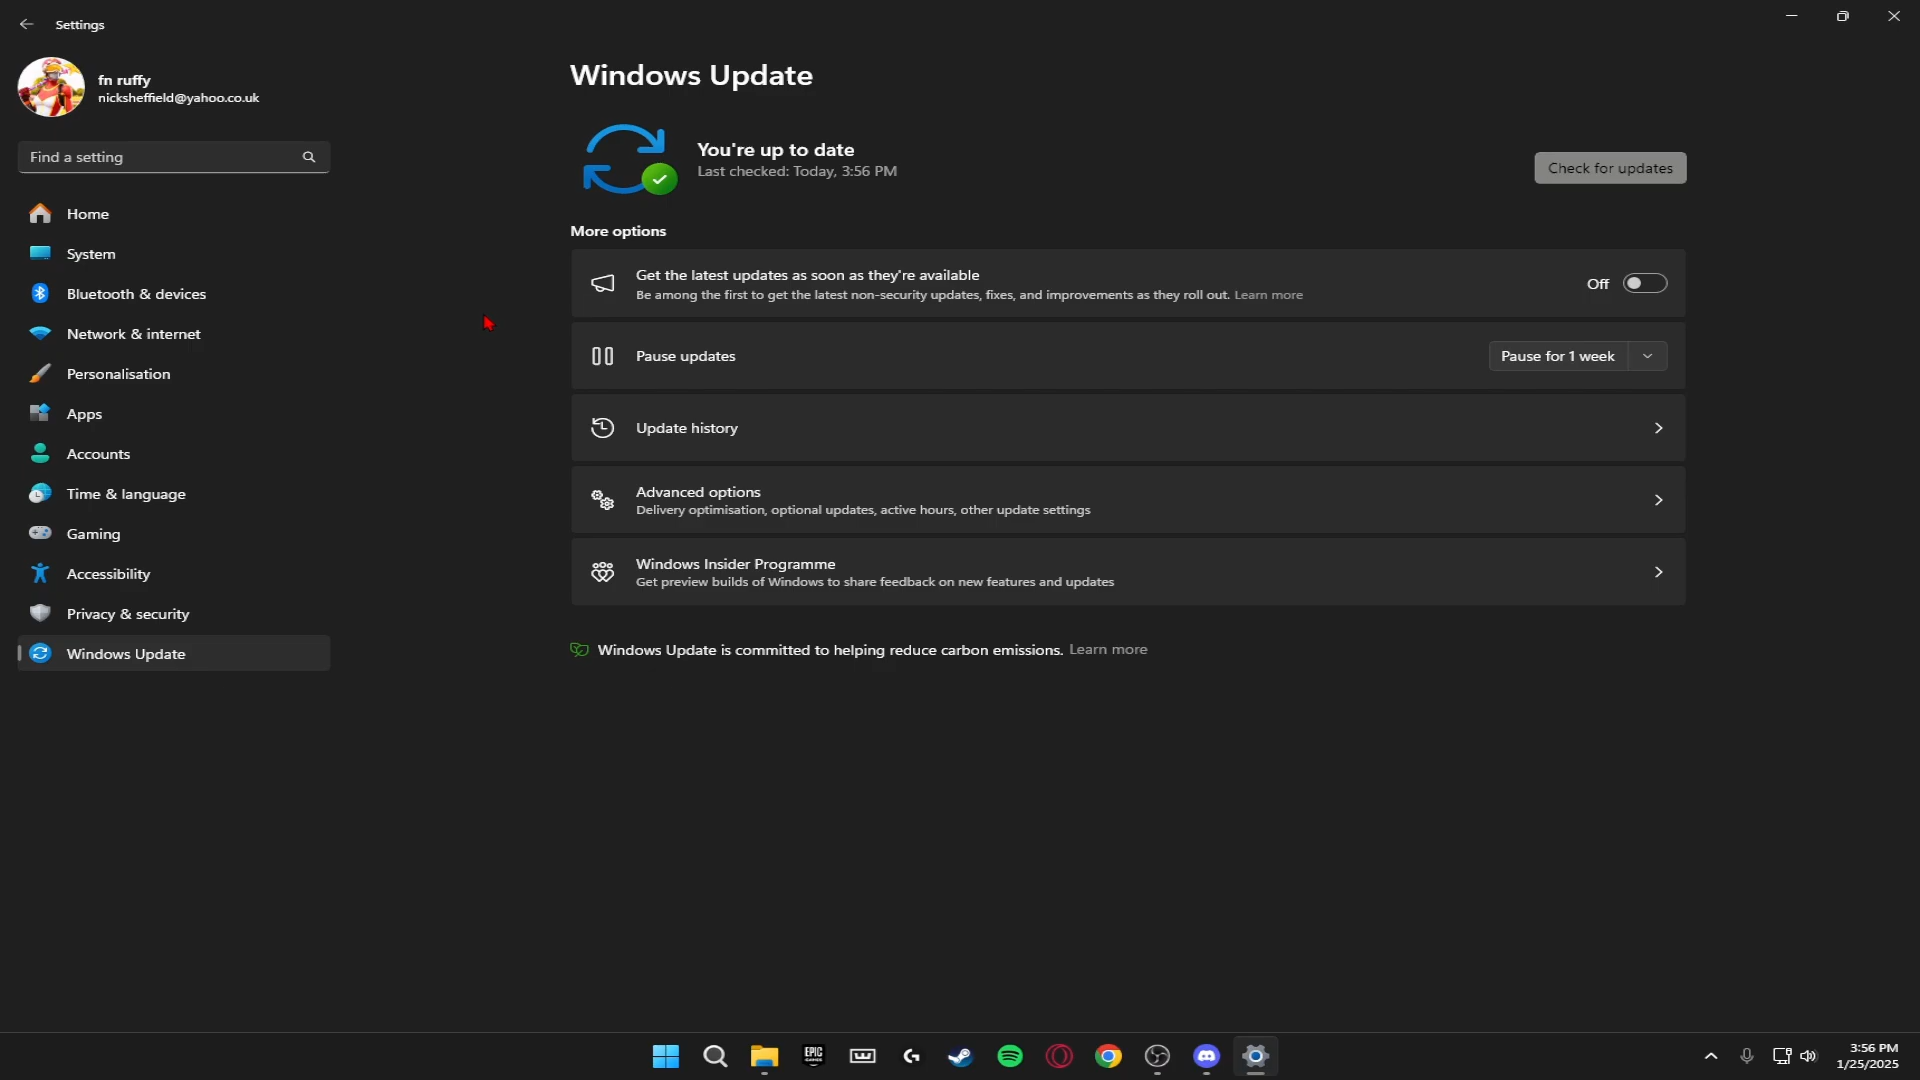 Settings
fn ruffy
nicksheffield@yahoo.co.uk
Find a setting
Home
System
Bluetooth & devices
Network & internet
Personalisation
Apps
Accounts
Time & language
Gaming
Accessibility
Privacy & security
Windows Update
Windows Update
You're up to date
Last checked: Today, 3:56 PM
Check for updates
More options
Get the latest updates as soon as they're available
Be among the first to get the latest non-security updates, fixes, and improvements as they roll out. Learn more
Off
Pause updates
Pause for 1 week
Update history
Advanced options
Delivery optimisation, optional updates, active hours, other update settings
Windows Insider Programme
Get preview builds of Windows to share feedback on new features and updates
Windows Update is committed to helping reduce carbon emissions. Learn more
EPIC
GAMES
3:56 PM
1/25/2025